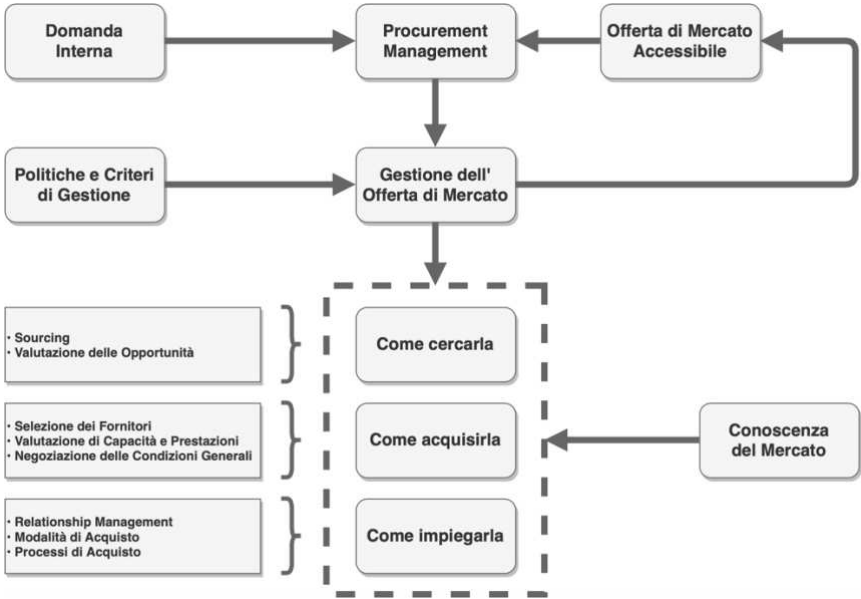 Domanda
Interna
Procurement
Management
Offerta di Mercato
Accessibile
Politiche e Criteri
di Gestione
Gestione dell'
Offerta di Mercato
· Sourcing
· Valutazione delle Opportunità
Come cercarla
· Selezione dei Fornitori
· Valutazione di Capacità e Prestazioni
· Negoziazione delle Condizioni Generali
Come acquisirla
Conoscenza
del Mercato
· Relationship Management
· Modalità di Acquisto
· Processi di Acquisto
Come impiegarla